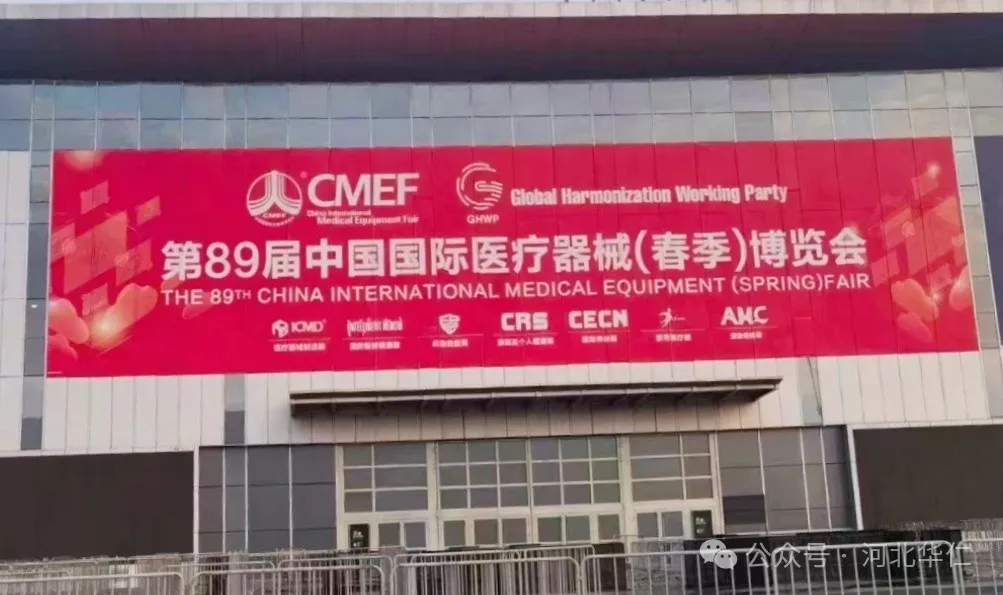 CMEF
China International
Medical Equipment Fair
CMEF
GHWP
Global Harmonization Working Party
第89届中国国际医疗器械(春季)博览会
THE 89TH CHINA INTERNATIONAL MEDICAL EQUIPMENT (SPRING)FAIR
ICMD
CRS
CECN
公众号·河北华仁